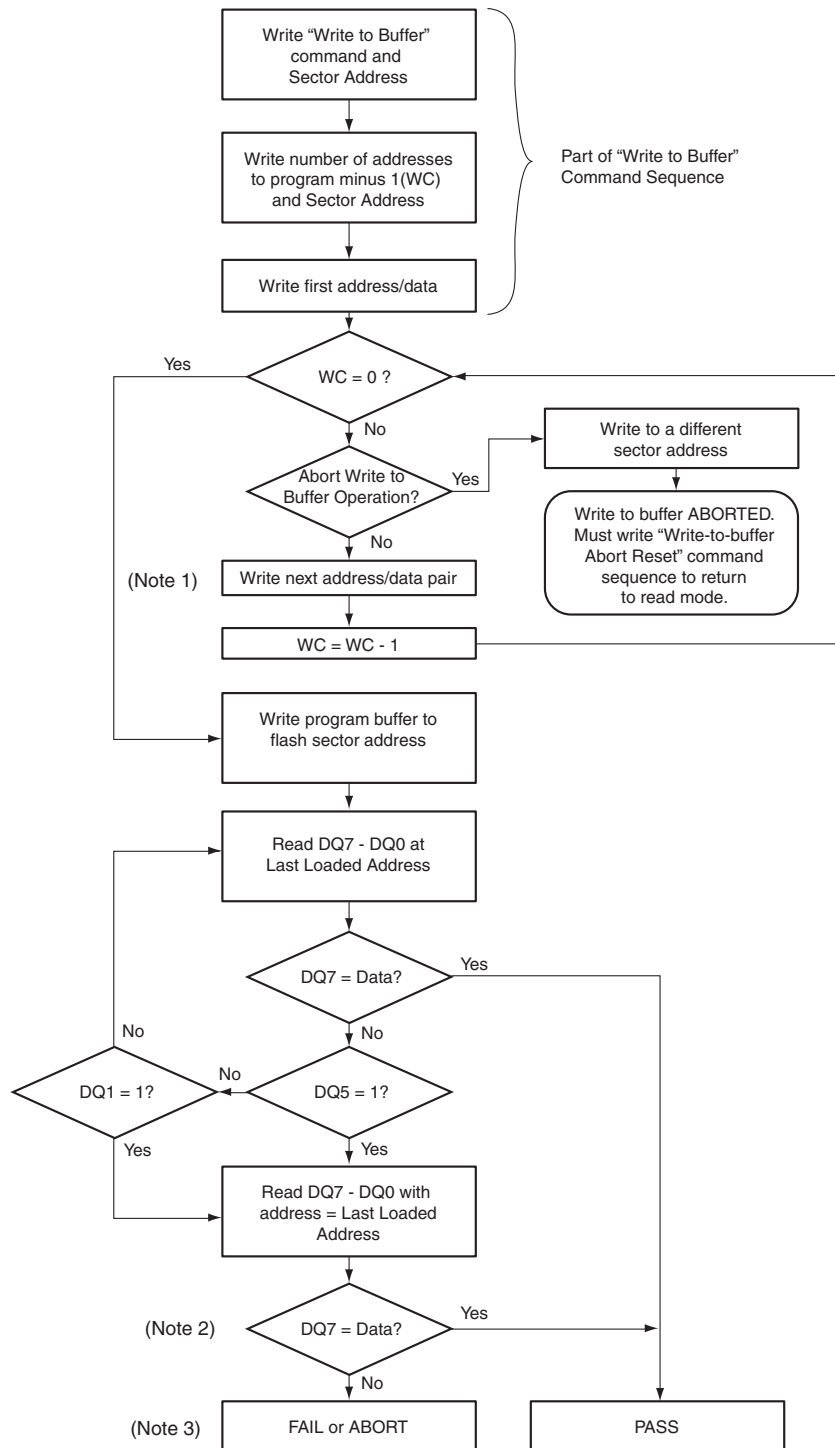 Write “Write to Buffer”
command and
Sector Address
Write number of addresses
to program minus 1(WC)
and Sector Address
Part of “Write to Buffer”
Command Sequence
Write first address/data
Yes
WC = 0 ?
No
Abort Write to
Buffer Operation?
Yes
Write to a different
sector address
No
Write to buffer ABORTED.
Must write “Write-to-buffer
Abort Reset” command
sequence to return
to read mode.
(Note 1)
Write next address/data pair
WC = WC - 1
Write program buffer to
flash sector address
Read DQ7 - DQ0 at
Last Loaded Address
DQ7 = Data?
Yes
No
No
DQ1 = 1?
No
DQ5 = 1?
Yes
Yes
Read DQ7 - DQ0 with
address = Last Loaded
Address
(Note 2)
DQ7 = Data?
Yes
No
(Note 3)
FAIL or ABORT
PASS